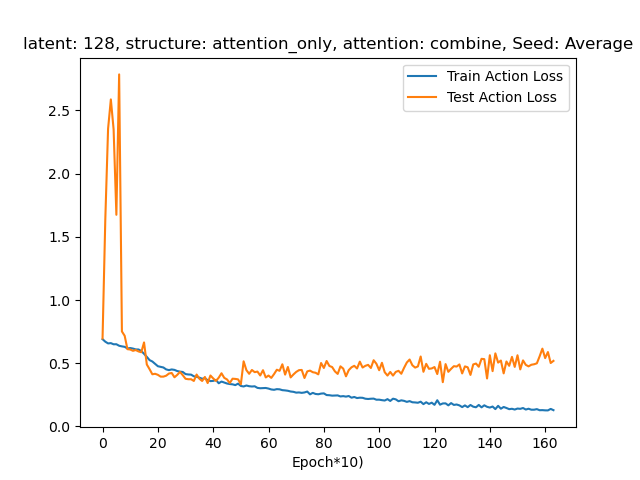 latent: 128, structure: attention_only, attention: combine, Seed: Average
Train Action Loss
Test Action Loss
2.5
2.0
1.5
1.0
0.5
0.0
0 20 40 60 80 100 120 140 160
Epoch*10)